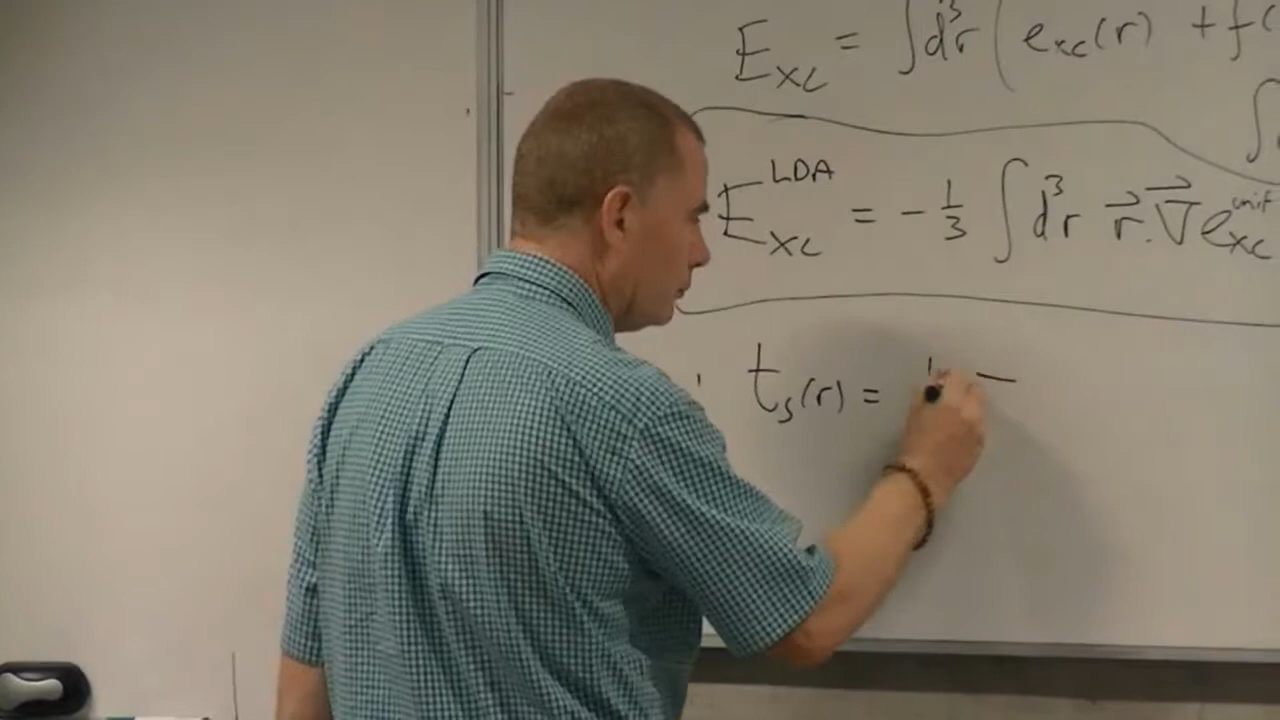 E_xc = ∫d³r ( e_xc(r) + f(
∫
E_xc^LDA = - 1/3 ∫ d³r r⃗.∇⃗ e_xc^unif
t_s(r) =